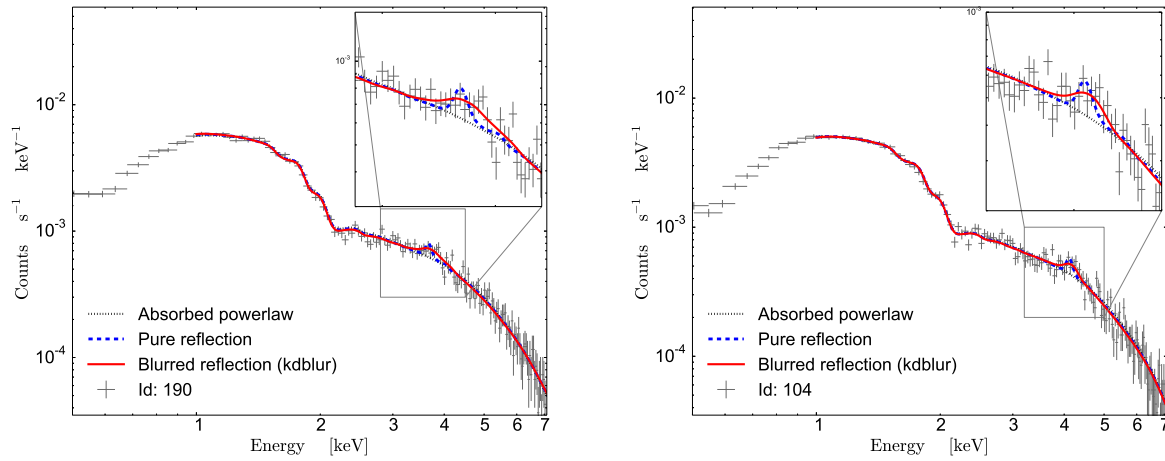 10⁻²
10⁻³
10⁻⁴
Counts s⁻¹ keV⁻¹
10⁻³
Absorbed powerlaw
Pure reflection
Blurred reflection (kdblur)
Id: 190
1 2 3 4 5 6 7
Energy [keV]
10⁻²
10⁻³
10⁻⁴
Counts s⁻¹ keV⁻¹
10⁻³
10⁻³
Absorbed powerlaw
Pure reflection
Blurred reflection (kdblur)
Id: 104
1 2 3 4 5 6 7
Energy [keV]